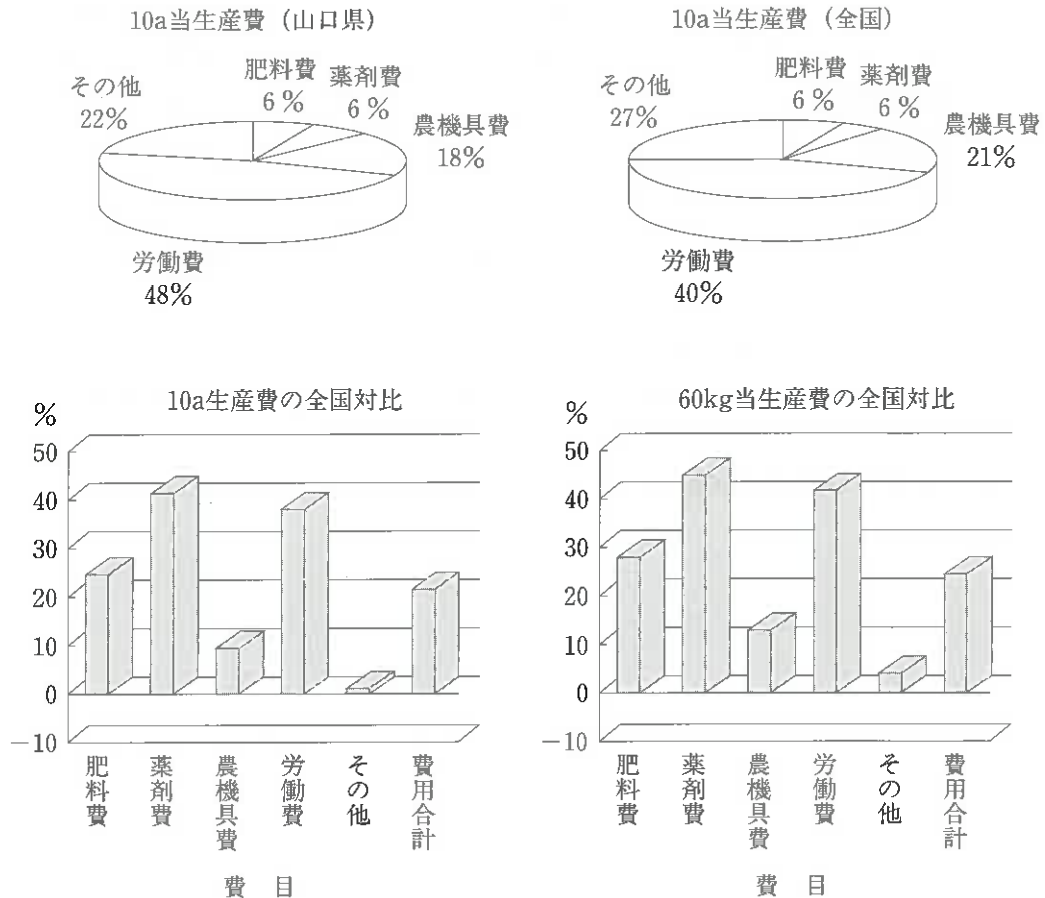 10a当生産費（山口県）
肥料費
6％
薬剤費
6％
農機具費
18%
その他
22%
労働費
48%
10a当生産費（全国）
肥料費
6％
薬剤費
6％
農機具費
21%
その他
27%
労働費
40%
10a生産費の全国対比
%
50
40
30
20
10
0
－10
肥料費
薬剤費
農機具費
労働費
その他
費用合計
費　目
60kg当生産費の全国対比
%
50
40
30
20
10
0
－10
肥料費
薬剤費
農機具費
労働費
その他
費用合計
費　目